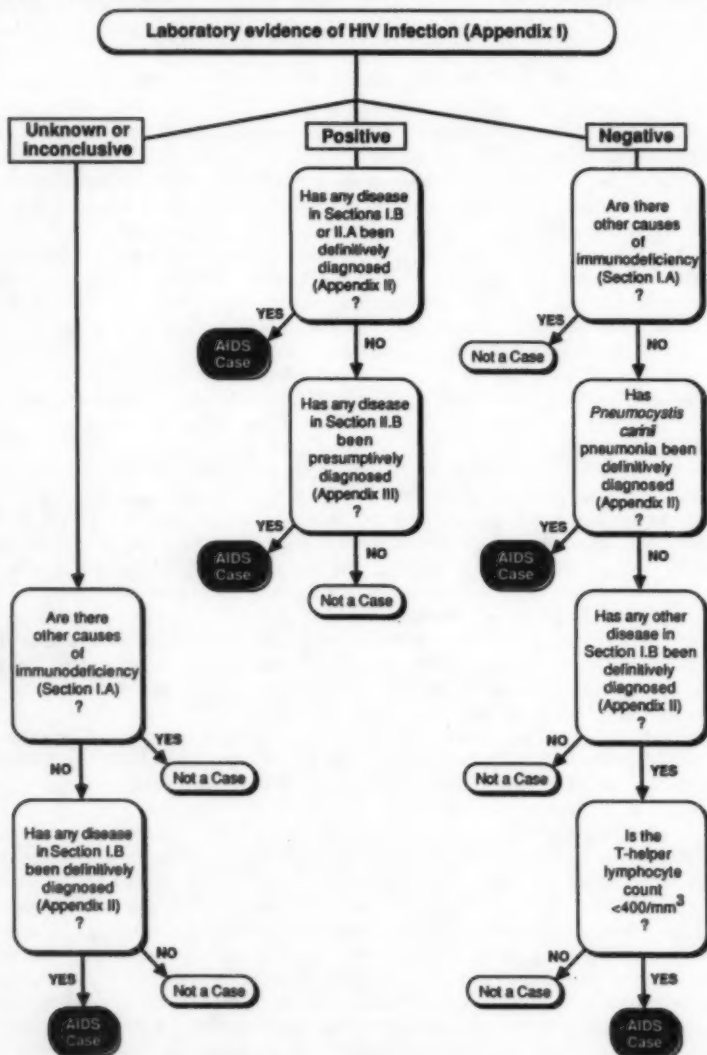 Laboratory evidence of HIV Infection (Appendix I)
Unknown or
inconclusive
Positive
Negative
Has any disease
in Sections I.B
or II.A been
definitively
diagnosed
(Appendix II)
?
YES
AIDS
Case
NO
Has any disease
in Section II.B
been
presumptively
diagnosed
(Appendix III)
?
YES
AIDS
Case
NO
Not a Case
Are there
other causes
of
immunodeficiency
(Section I.A)
?
YES
Not a Case
NO
Has
Pneumocystis
carinii
pneumonia been
definitively
diagnosed
(Appendix II)
?
YES
AIDS
Case
NO
Has any other
disease in
Section I.B been
definitively
diagnosed
(Appendix II)
?
NO
Not a Case
YES
Is the
T-helper
lymphocyte
count
<400/mm³
?
NO
Not a Case
YES
AIDS
Case
Are there
other causes
of
immunodeficiency
(Section I.A)
?
YES
Not a Case
NO
Has any disease
in Section I.B
been definitively
diagnosed
(Appendix II)
?
NO
Not a Case
YES
AIDS
Case